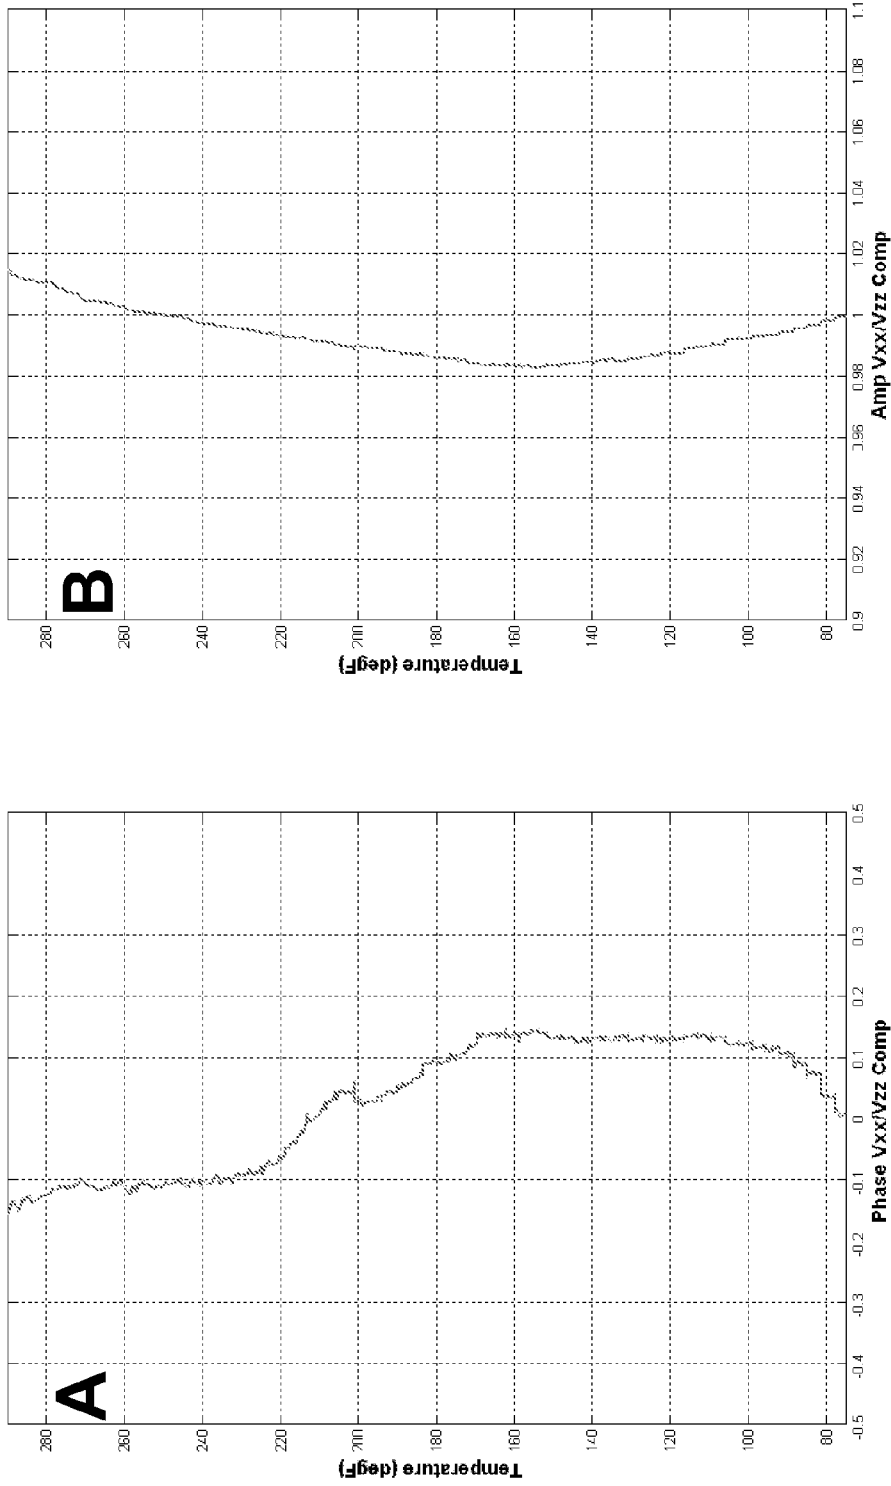 A
280
260
240
220
200
180
160
140
120
100
80
Temperature (degF)
-0.5 -0.4 -0.3 -0.2 -0.1 0 0.1 0.2 0.3 0.4 0.5
Phase Vxx/Vzz Comp
B
280
260
240
220
200
180
160
140
120
100
80
Temperature (degF)
0.9 0.92 0.94 0.96 0.98 1 1.02 1.04 1.06 1.08 1.1
Amp Vxx/Vzz Comp